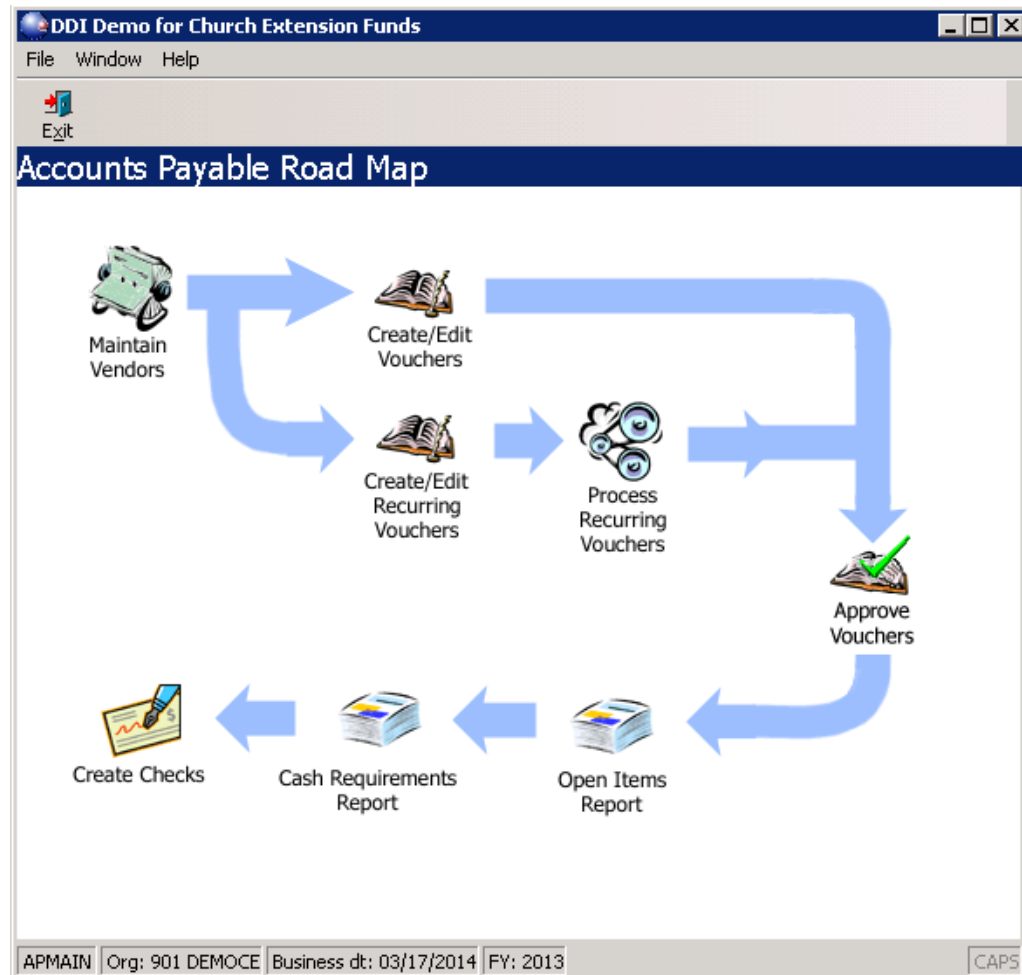 DDI Demo for Church Extension Funds
File Window Help
Exit
Accounts Payable Road Map
Maintain
Vendors
Create/Edit
Vouchers
Create/Edit
Recurring
Vouchers
Process
Recurring
Vouchers
Approve
Vouchers
Create Checks
Cash Requirements
Report
Open Items
Report
APMAIN Org: 901 DEMOCE Business dt: 03/17/2014 FY: 2013 CAPS